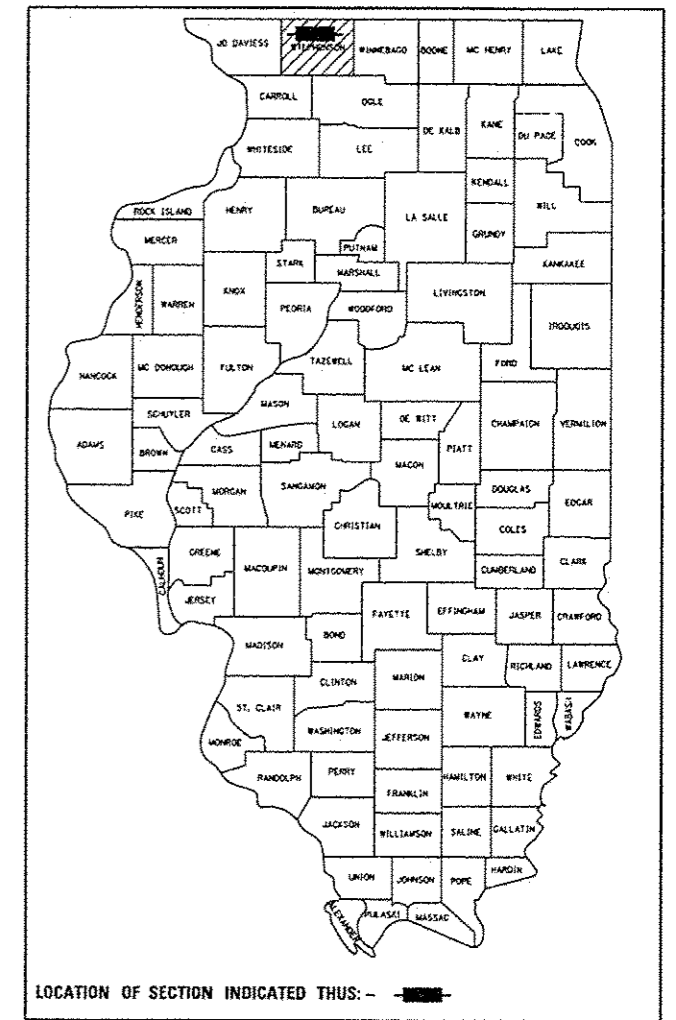 JO DAVIESS
STEPHENSON
WINNEBAGO
BOONE
MC HENRY
LAKE
CARROLL
OGLE
DE KALB
KANE
DU PAGE
COOK
WHITESIDE
LEE
KENDALL
WILL
ROCK ISLAND
HENRY
BUREAU
LA SALLE
GRUNDY
MERCER
PUTNAM
KANKAKEE
STARK
MARSHALL
HENDERSON
WARREN
KNOX
PEORIA
WOODFORD
LIVINGSTON
IROQUOIS
HANCOCK
MC DONOUGH
FULTON
TAZEWELL
MC LEAN
FORD
SCHUYLER
MASON
LOGAN
DE WITT
CHAMPAIGN
VERMILION
ADAMS
BROWN
CASS
MENARD
PIATT
MACON
MORGAN
SANGAMON
DOUGLAS
EDGAR
PIKE
SCOTT
CHRISTIAN
MOULTRIE
COLES
GREENE
MACOUPIN
MONTGOMERY
SHELBY
CUMBERLAND
CLARK
CALHOUN
JERSEY
FAYETTE
EFFINGHAM
JASPER
CRAWFORD
MADISON
BOND
CLAY
RICHLAND
LAWRENCE
CLINTON
MARION
ST. CLAIR
WAYNE
EDWARDS
WABASH
WASHINGTON
JEFFERSON
MONROE
RANDOLPH
PERRY
HAMILTON
WHITE
FRANKLIN
JACKSON
WILLIAMSON
SALINE
GALLATIN
UNION
JOHNSON
POPE
HARDIN
ALEXANDER
PULASKI
MASSAC
LOCATION OF SECTION INDICATED THUS: -